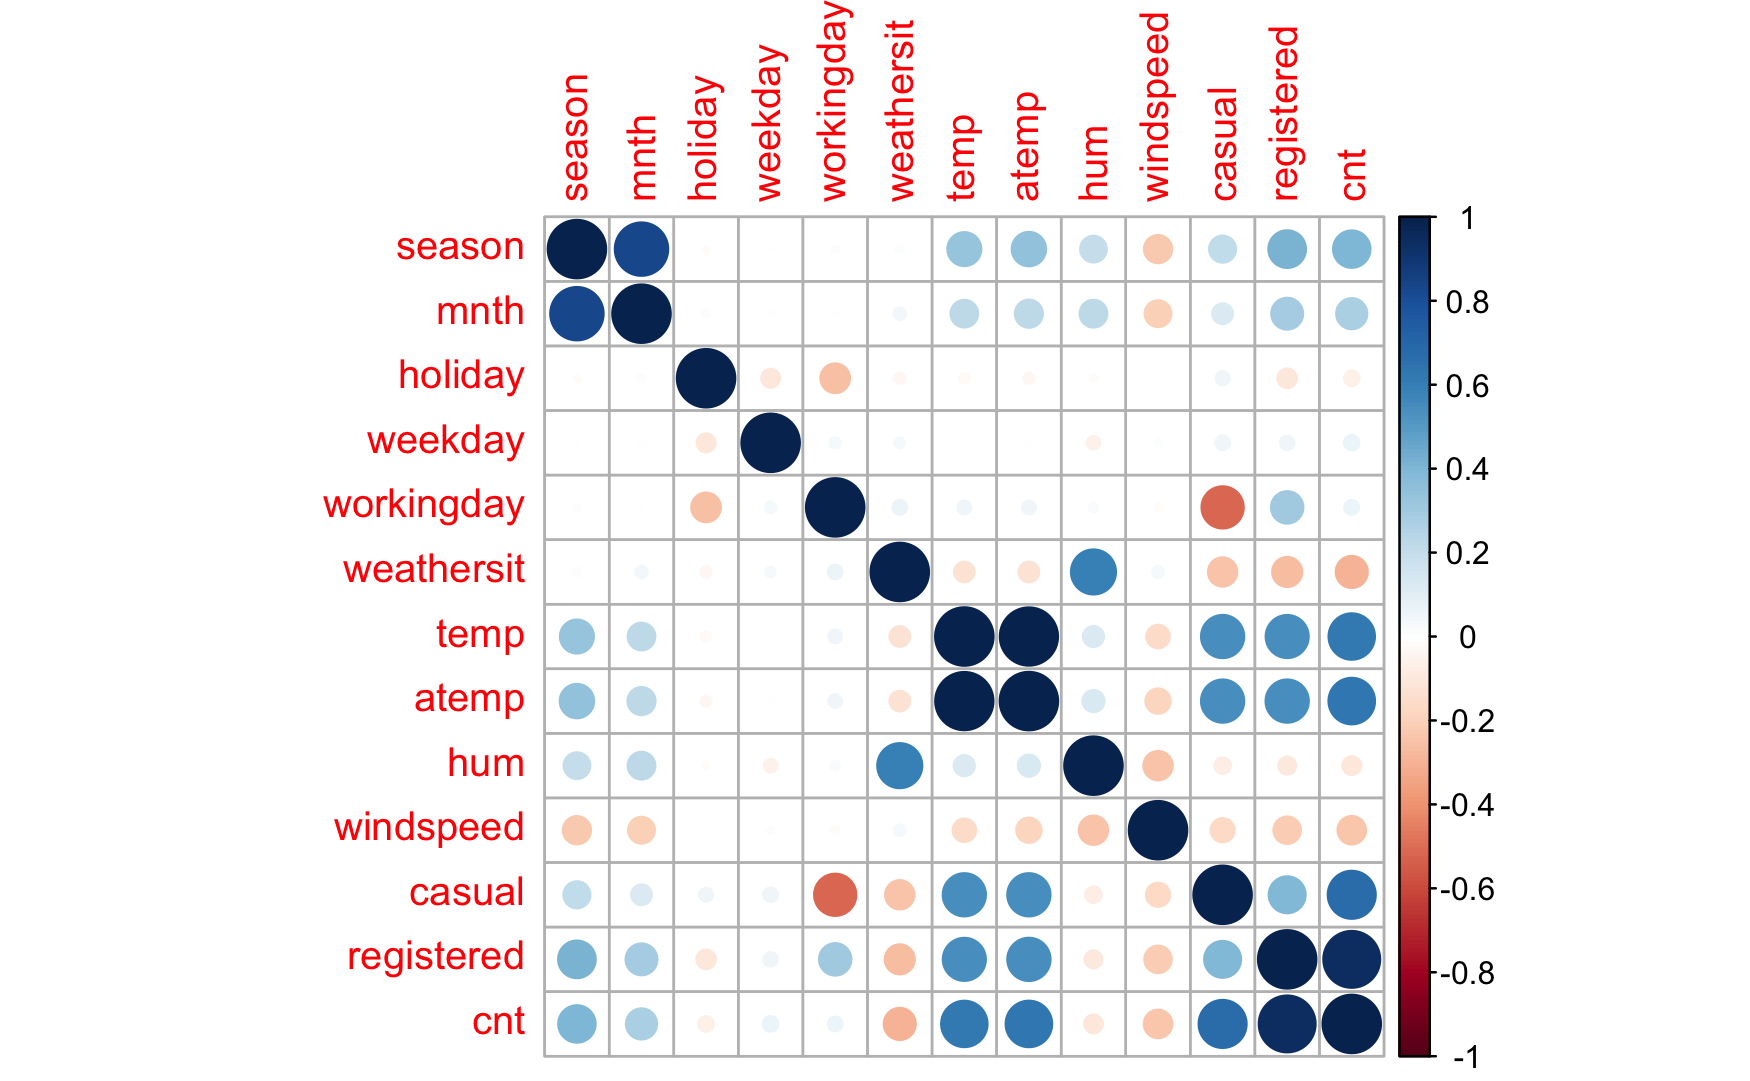 season
mnth
holiday
weekday
workingday
weathersit
temp
atemp
hum
windspeed
casual
registered
cnt
season
mnth
holiday
weekday
workingday
weathersit
temp
atemp
hum
windspeed
casual
registered
cnt
1
0.8
0.6
0.4
0.2
0
-0.2
-0.4
-0.6
-0.8
-1